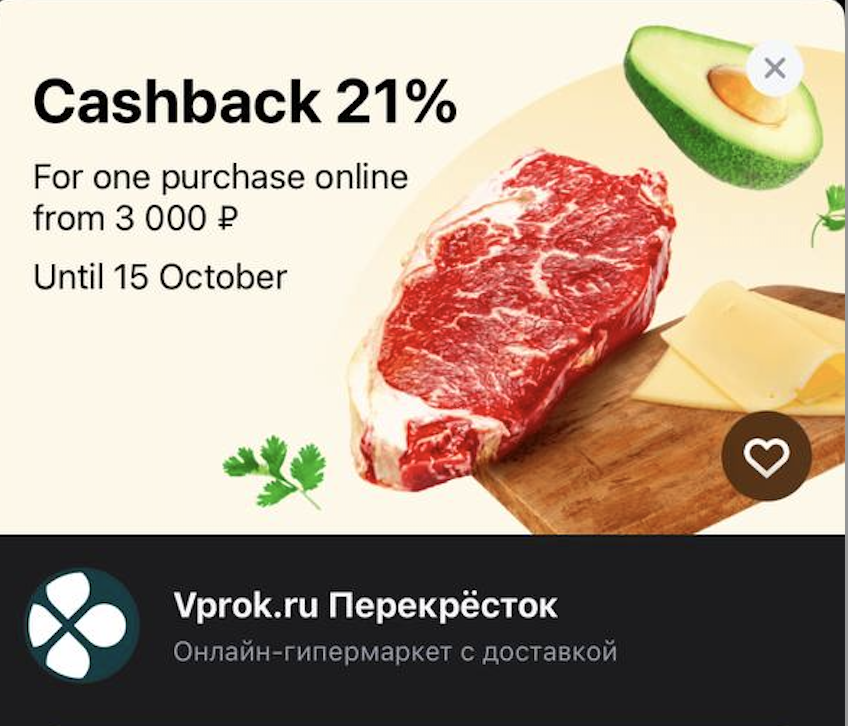 Cashback 21%
For one purchase online
from 3 000 ₽
Until 15 October
Vprok.ru Перекрёсток
Онлайн-гипермаркет с доставкой